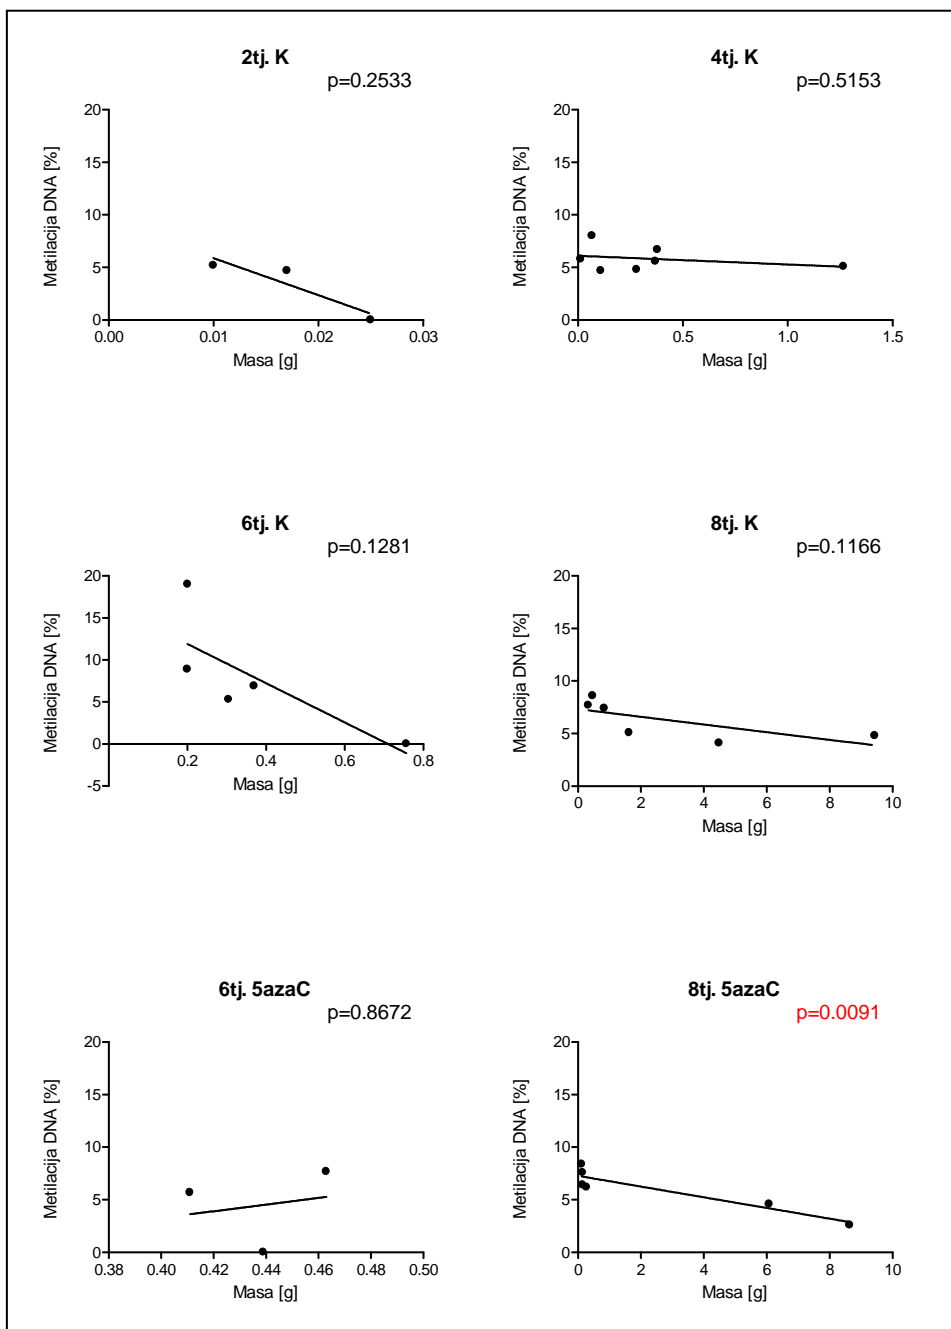 2tj. K
p=0.2533
Metilacija DNA [%]
20
15
10
5
0
0.00 0.01 0.02 0.03
Masa [g]
4tj. K
p=0.5153
Metilacija DNA [%]
20
15
10
5
0
0.0 0.5 1.0 1.5
Masa [g]
6tj. K
p=0.1281
Metilacija DNA [%]
20
15
10
5
0
-5
0.2 0.4 0.6 0.8
Masa [g]
8tj. K
p=0.1166
Metilacija DNA [%]
20
15
10
5
0
0 2 4 6 8 10
Masa [g]
6tj. 5azaC
p=0.8672
Metilacija DNA [%]
20
15
10
5
0
0.38 0.40 0.42 0.44 0.46 0.48 0.50
Masa [g]
8tj. 5azaC
p=0.0091
Metilacija DNA [%]
20
15
10
5
0
0 2 4 6 8 10
Masa [g]